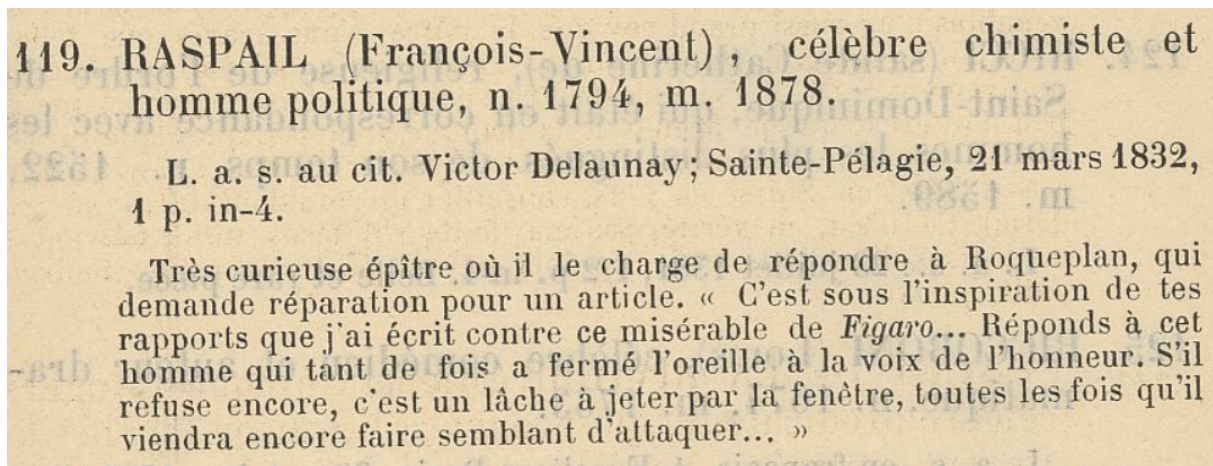 119. RASPAIL (François-Vincent), célèbre chimiste et
homme politique, n. 1794, m. 1878.
L. a. s. au cit. Victor Delaunay; Sainte-Pélagie, 21 mars 1832,
1 p. in-4.
Très curieuse épître où il le charge de répondre à Roqueplan, qui
demande réparation pour un article. « C'est sous l'inspiration de tes
rapports que j'ai écrit contre ce misérable de Figaro... Réponds à cet
homme qui tant de fois a fermé l'oreille à la voix de l'honneur. S'il
refuse encore, c'est un lâche à jeter par la fenêtre, toutes les fois qu'il
viendra encore faire semblant d'attaquer... »